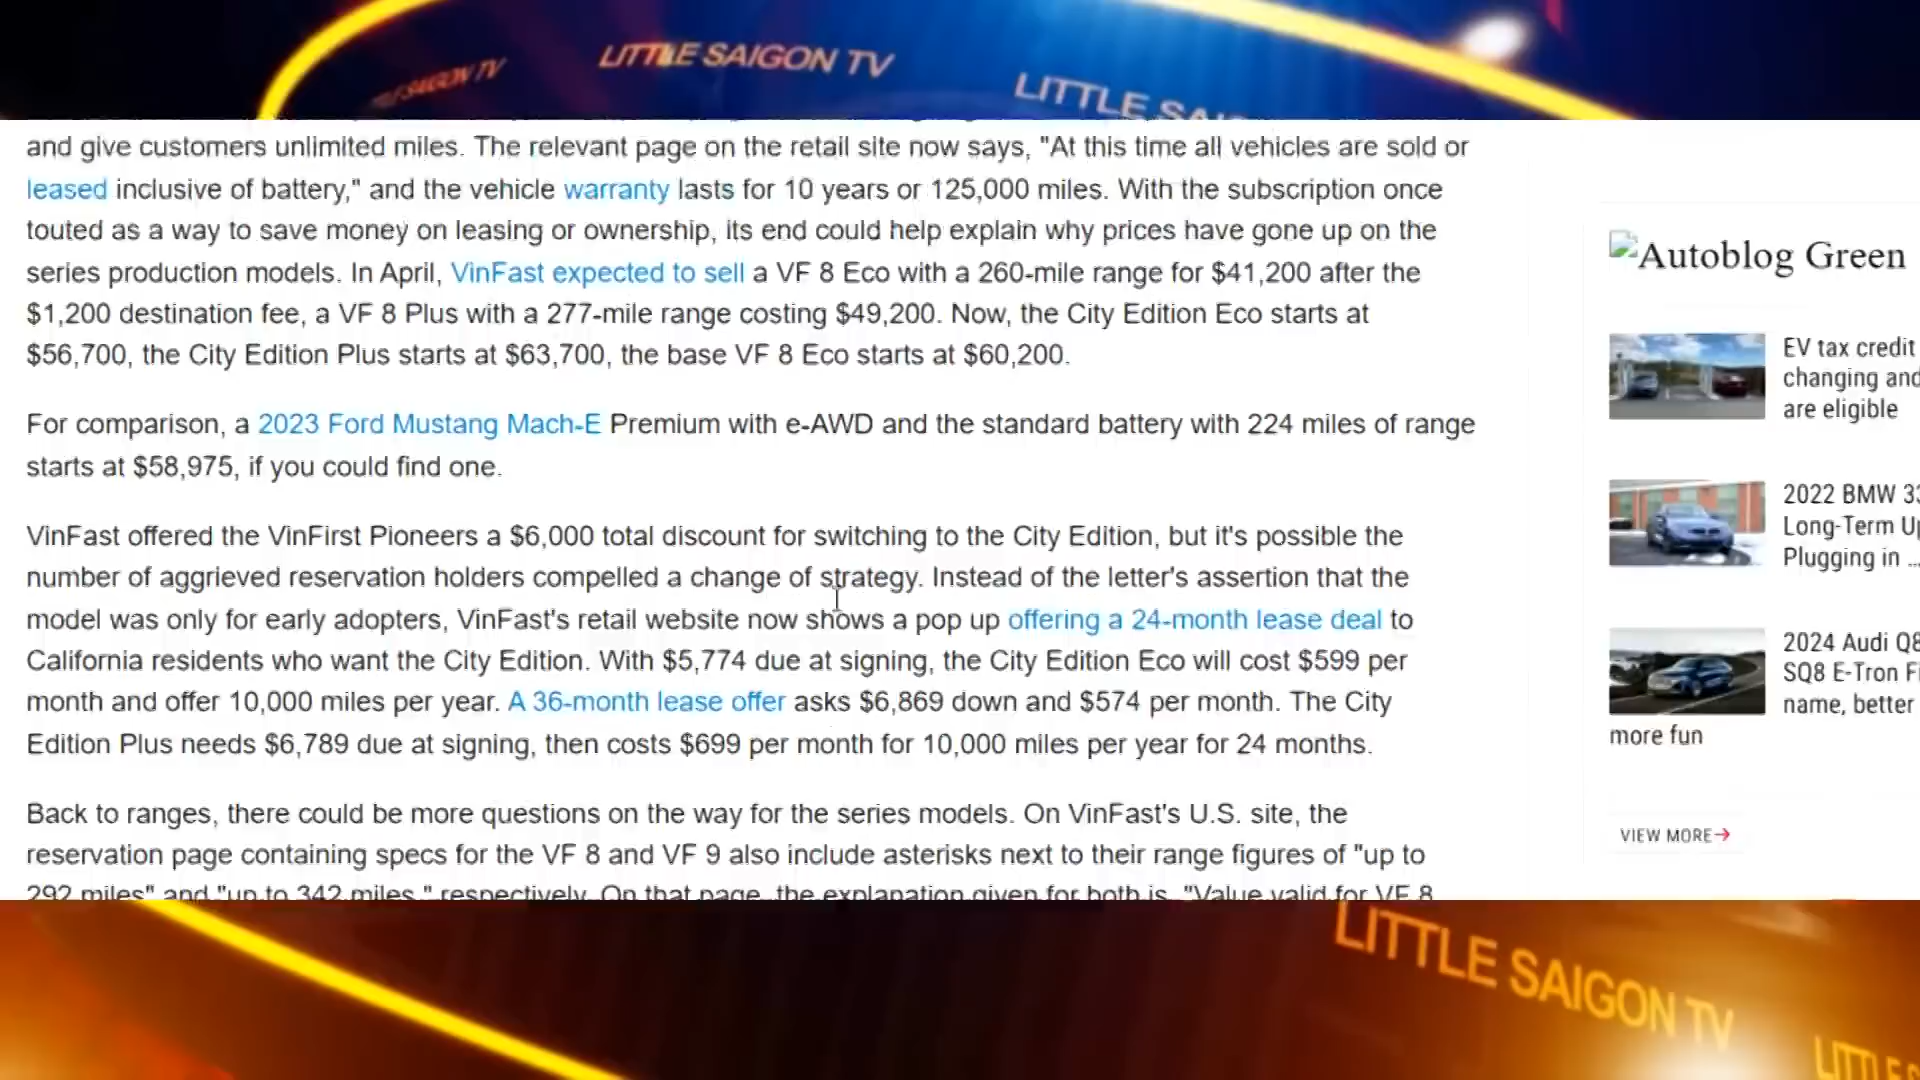 LITTLE SAIGON TV
LITTLE
and give customers unlimited miles. The relevant page on the retail site now says, "At this time all vehicles are sold or
leased inclusive of battery," and the vehicle warranty lasts for 10 years or 125,000 miles. With the subscription once
touted as a way to save money on leasing or ownership, its end could help explain why prices have gone up on the
series production models. In April, VinFast expected to sell a VF 8 Eco with a 260-mile range for $41,200 after the
$1,200 destination fee, a VF 8 Plus with a 277-mile range costing $49,200. Now, the City Edition Eco starts at
$56,700, the City Edition Plus starts at $63,700, the base VF 8 Eco starts at $60,200.
For comparison, a 2023 Ford Mustang Mach-E Premium with e-AWD and the standard battery with 224 miles of range
starts at $58,975, if you could find one.
VinFast offered the VinFirst Pioneers a $6,000 total discount for switching to the City Edition, but it's possible the
number of aggrieved reservation holders compelled a change of strategy. Instead of the letter's assertion that the
model was only for early adopters, VinFast's retail website now shows a pop up offering a 24-month lease deal to
California residents who want the City Edition. With $5,774 due at signing, the City Edition Eco will cost $599 per
month and offer 10,000 miles per year. A 36-month lease offer asks $6,869 down and $574 per month. The City
Edition Plus needs $6,789 due at signing, then costs $699 per month for 10,000 miles per year for 24 months.
Back to ranges, there could be more questions on the way for the series models. On VinFast's U.S. site, the
reservation page containing specs for the VF 8 and VF 9 also include asterisks next to their range figures of "up to
292 miles" and "up to 342 miles," respectively. On that page, the explanation given for both is, "Value valid for VF 8
Autoblog Green
EV tax credit
changing and
are eligible
2022 BMW 33
Long-Term Up
Plugging in ...
2024 Audi Q8
SQ8 E-Tron Fi
name, better
more fun
VIEW MORE
LITTLE SAIGON TV